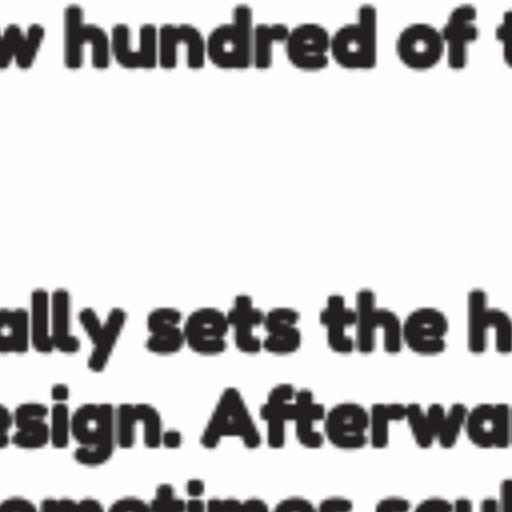 w hundred of t
ally sets the h
esign. Afterwa
ometimes scul